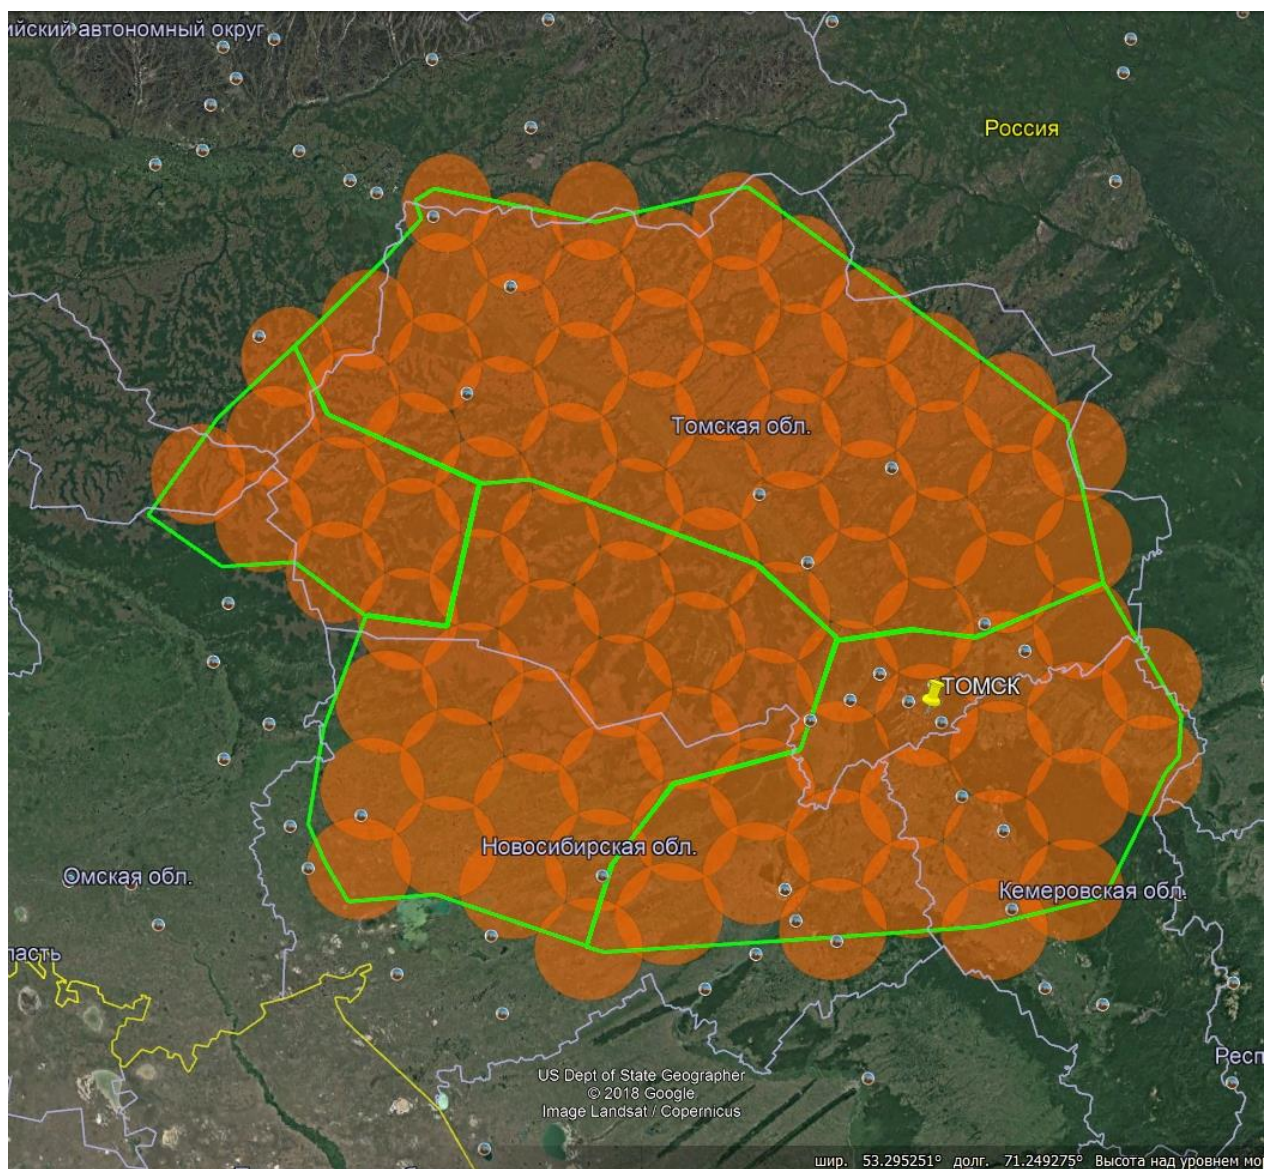 ийский автономный округ
Россия
Томская обл.
ТОМСК
Новосибирская обл.
Омская обл.
Кемеровская обл.
ласть
Респ
US Dept of State Geographer
© 2018 Google
Image Landsat / Copernicus
шир. 53.295251° долг. 71.249275° Высота над уровнем мо